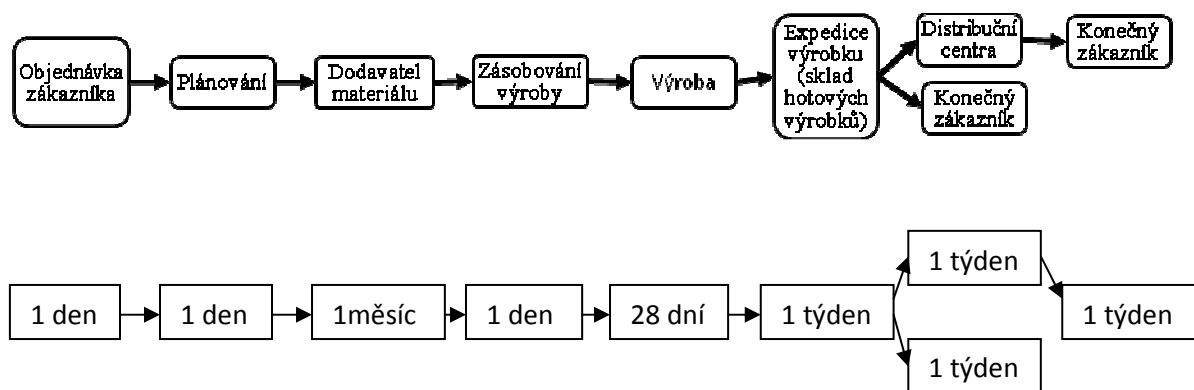 Objednávka
zákazníka
Plánování
Dodavatel
materiálu
Zásobování
výroby
Výroba
Expedice
výrobku
(sklad
hotových
výrobků)
Distribuční
centra
Konečný
zákazník
Konečný
zákazník
1 den
1 den
1měsíc
1 den
28 dní
1 týden
1 týden
1 týden
1 týden